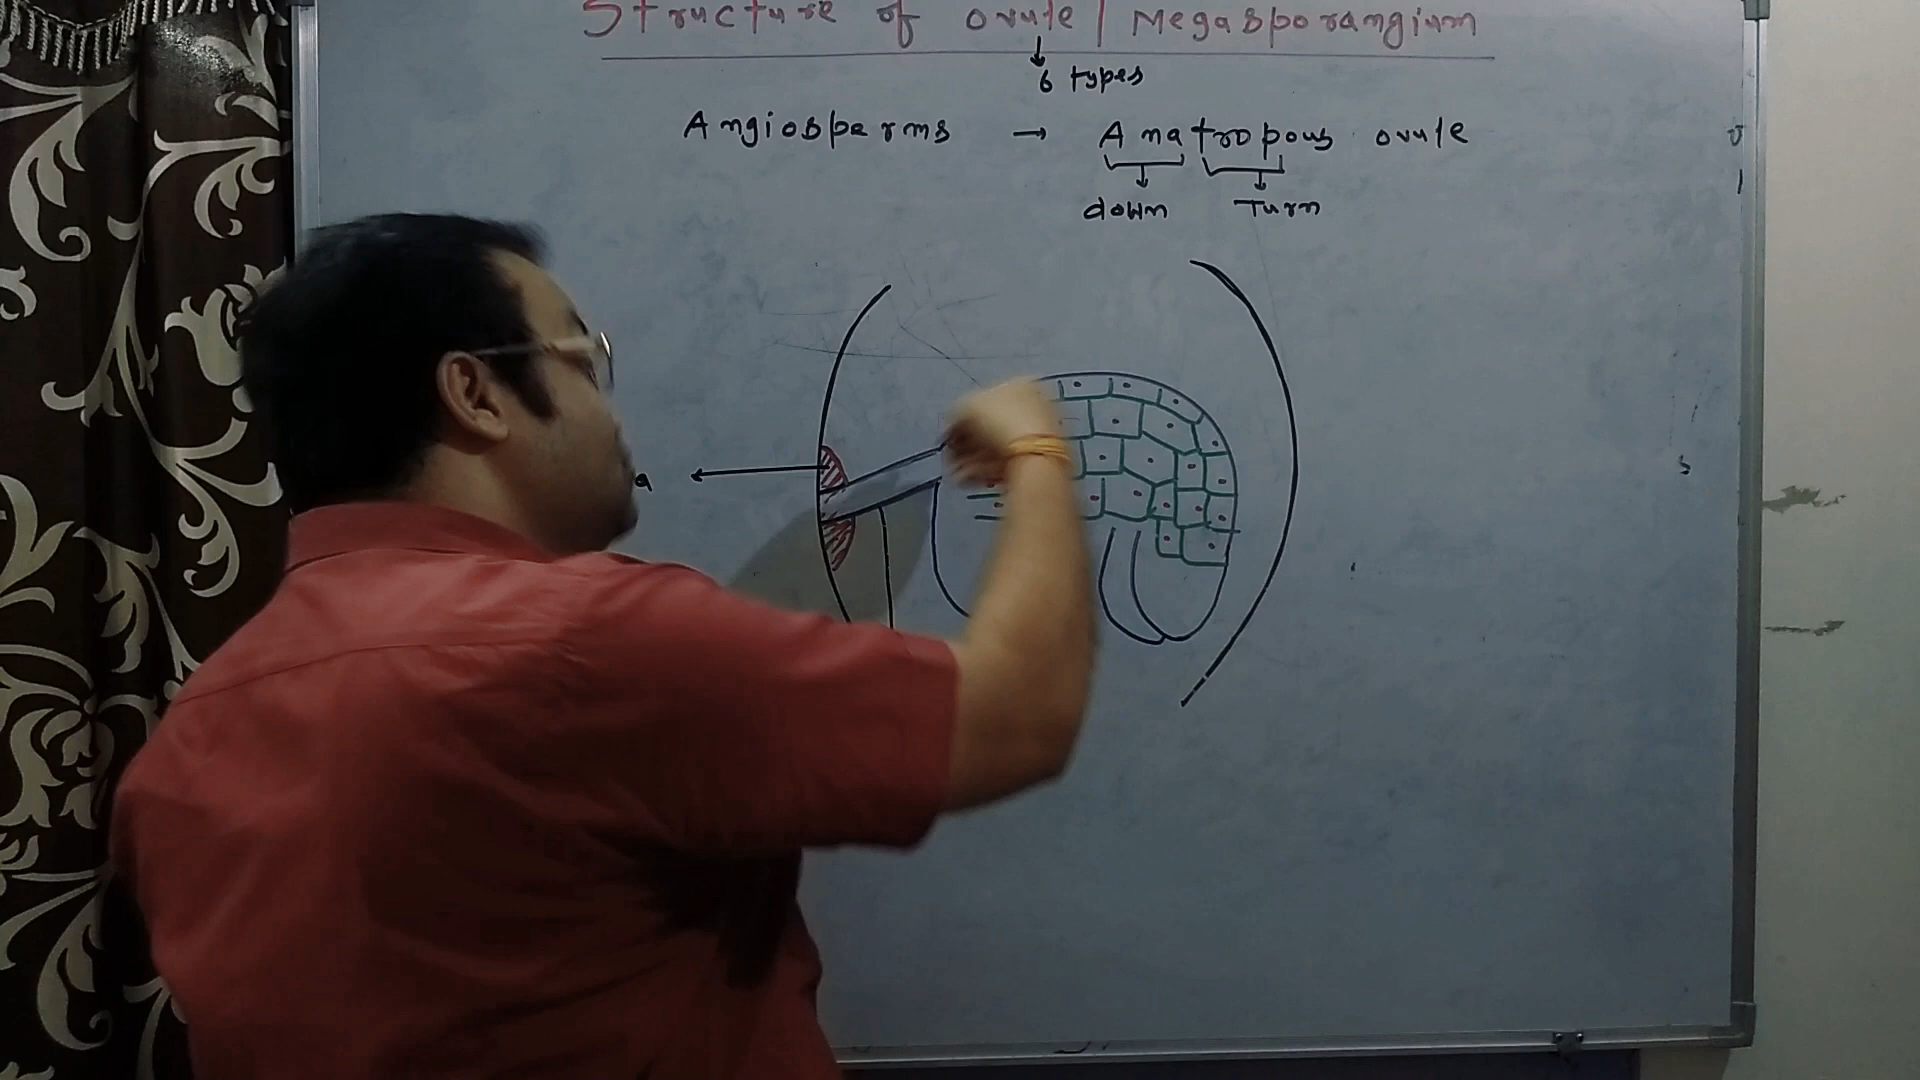 Structure of ovule | Megasporangium
6 types
Angiosperms → Anatropous ovule
down Turn
a